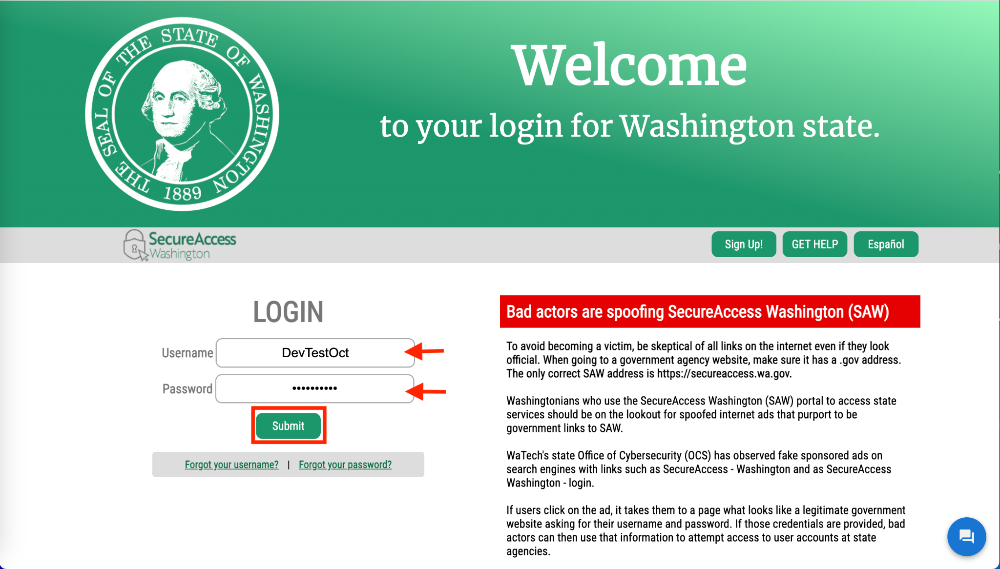 THE SEAL OF THE STATE OF WASHINGTON
1889
Welcome
to your login for Washington state.
SecureAccess
Washington
Sign Up!
GET HELP
Español
LOGIN
Username
DevTestOct
Password
••••••••••
Submit
Forgot your username? | Forgot your password?
Bad actors are spoofing SecureAccess Washington (SAW)
To avoid becoming a victim, be skeptical of all links on the internet even if they look
official. When going to a government agency website, make sure it has a .gov address.
The only correct SAW address is https://secureaccess.wa.gov.
Washingtonians who use the SecureAccess Washington (SAW) portal to access state
services should be on the lookout for spoofed internet ads that purport to be
government links to SAW.
WaTech's state Office of Cybersecurity (OCS) has observed fake sponsored ads on
search engines with links such as SecureAccess - Washington and as SecureAccess
Washington - login.
If users click on the ad, it takes them to a page what looks like a legitimate government
website asking for their username and password. If those credentials are provided, bad
actors can then use that information to attempt access to user accounts at state
agencies.